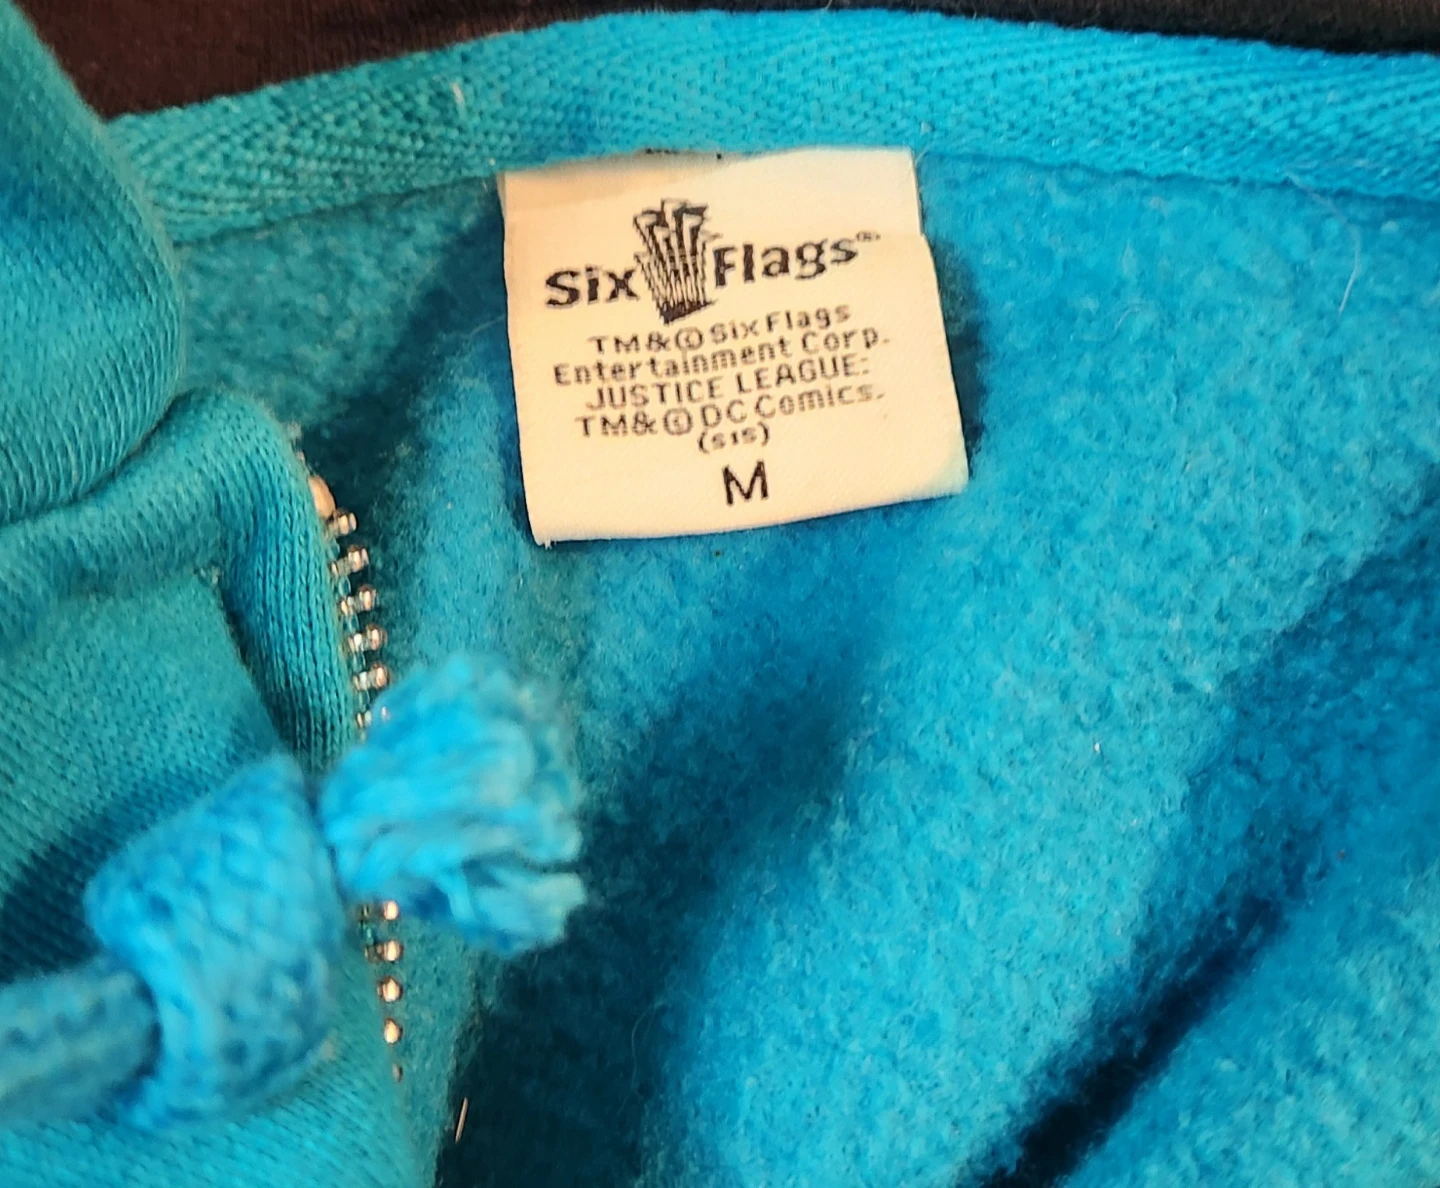 Six Flags®
TM&©Six Flags
Entertainment Corp.
JUSTICE LEAGUE:
TM&©DC Comics.
(s15)
M